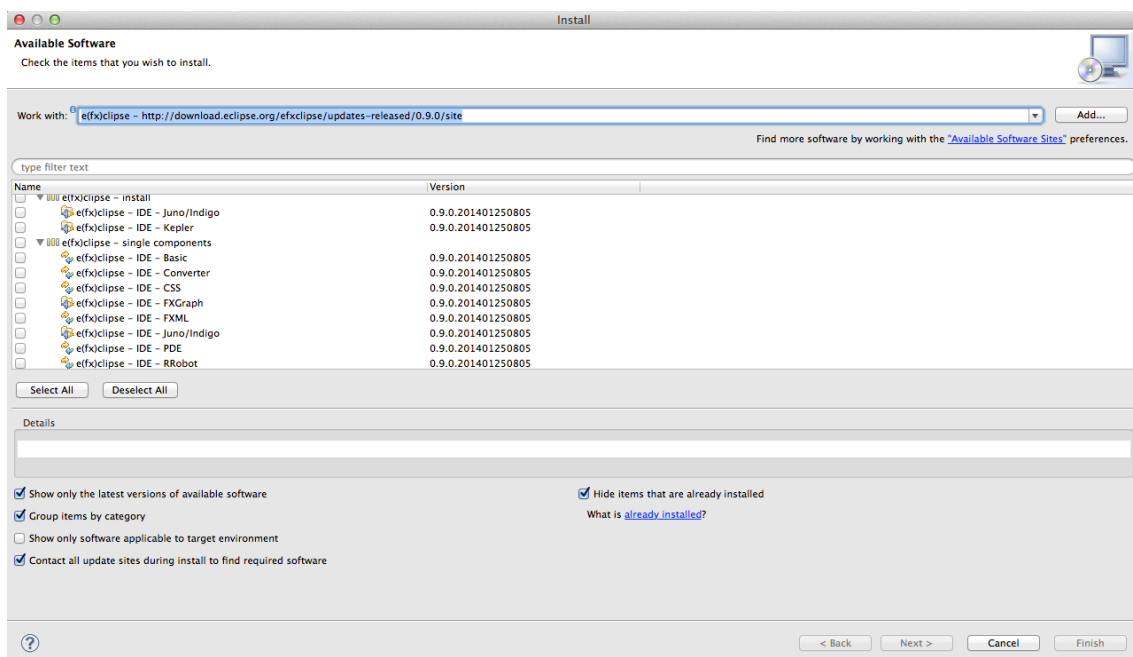 Install
Available Software
Check the items that you wish to install.
Work with: e(fx)clipse - http://download.eclipse.org/efxclipse/updates-released/0.9.0/site Add...
Find more software by working with the "Available Software Sites" preferences.
type filter text
Name Version
e(fx)clipse - install
e(fx)clipse - IDE - Juno/Indigo 0.9.0.201401250805
e(fx)clipse - IDE - Kepler 0.9.0.201401250805
e(fx)clipse - single components
e(fx)clipse - IDE - Basic 0.9.0.201401250805
e(fx)clipse - IDE - Converter 0.9.0.201401250805
e(fx)clipse - IDE - CSS 0.9.0.201401250805
e(fx)clipse - IDE - FXGraph 0.9.0.201401250805
e(fx)clipse - IDE - FXML 0.9.0.201401250805
e(fx)clipse - IDE - Juno/Indigo 0.9.0.201401250805
e(fx)clipse - IDE - PDE 0.9.0.201401250805
e(fx)clipse - IDE - RRobot 0.9.0.201401250805
Select All Deselect All
Details
Show only the latest versions of available software Hide items that are already installed
Group items by category What is already installed?
Show only software applicable to target environment
Contact all update sites during install to find required software
? < Back Next > Cancel Finish